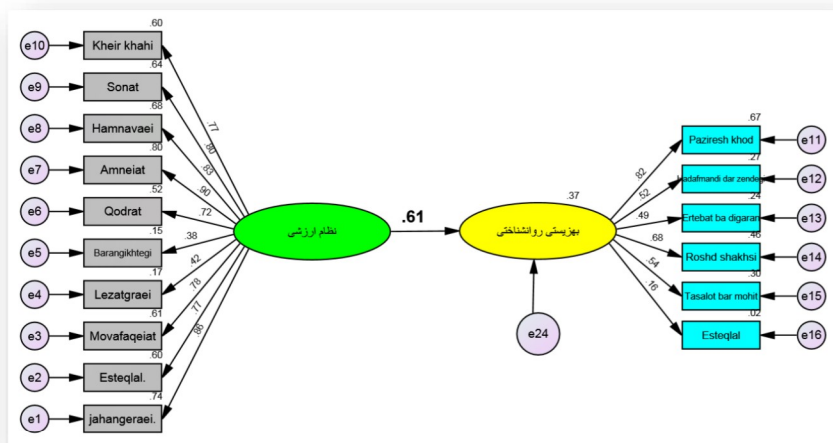 .60
e10 Kheir khahi
.64
e9 Sonat
.68
e8 Hamnavaei
.80
e7 Amneiat
.52
e6 Qodrat
.15
e5 Barangikhtegi
.17
e4 Lezatgraei
.61
e3 Movafaqeiat
.60
e2 Esteqlal.
.74
e1 jahangeraei.
.77
.80
.83
.90
.72
.38
.42
.78
.77
.86
نظام ارزشی
.61
.37
بهزیستی روانشناختی
e24
.82
.52
.49
.68
.54
.16
.67
Paziresh khod e11
.27
dar zendegi e12
.24
Ertebat ba digaran e13
.46
Roshd shakhsi e14
.30
Tasalot bar mohit e15
.02
Esteqlal e16